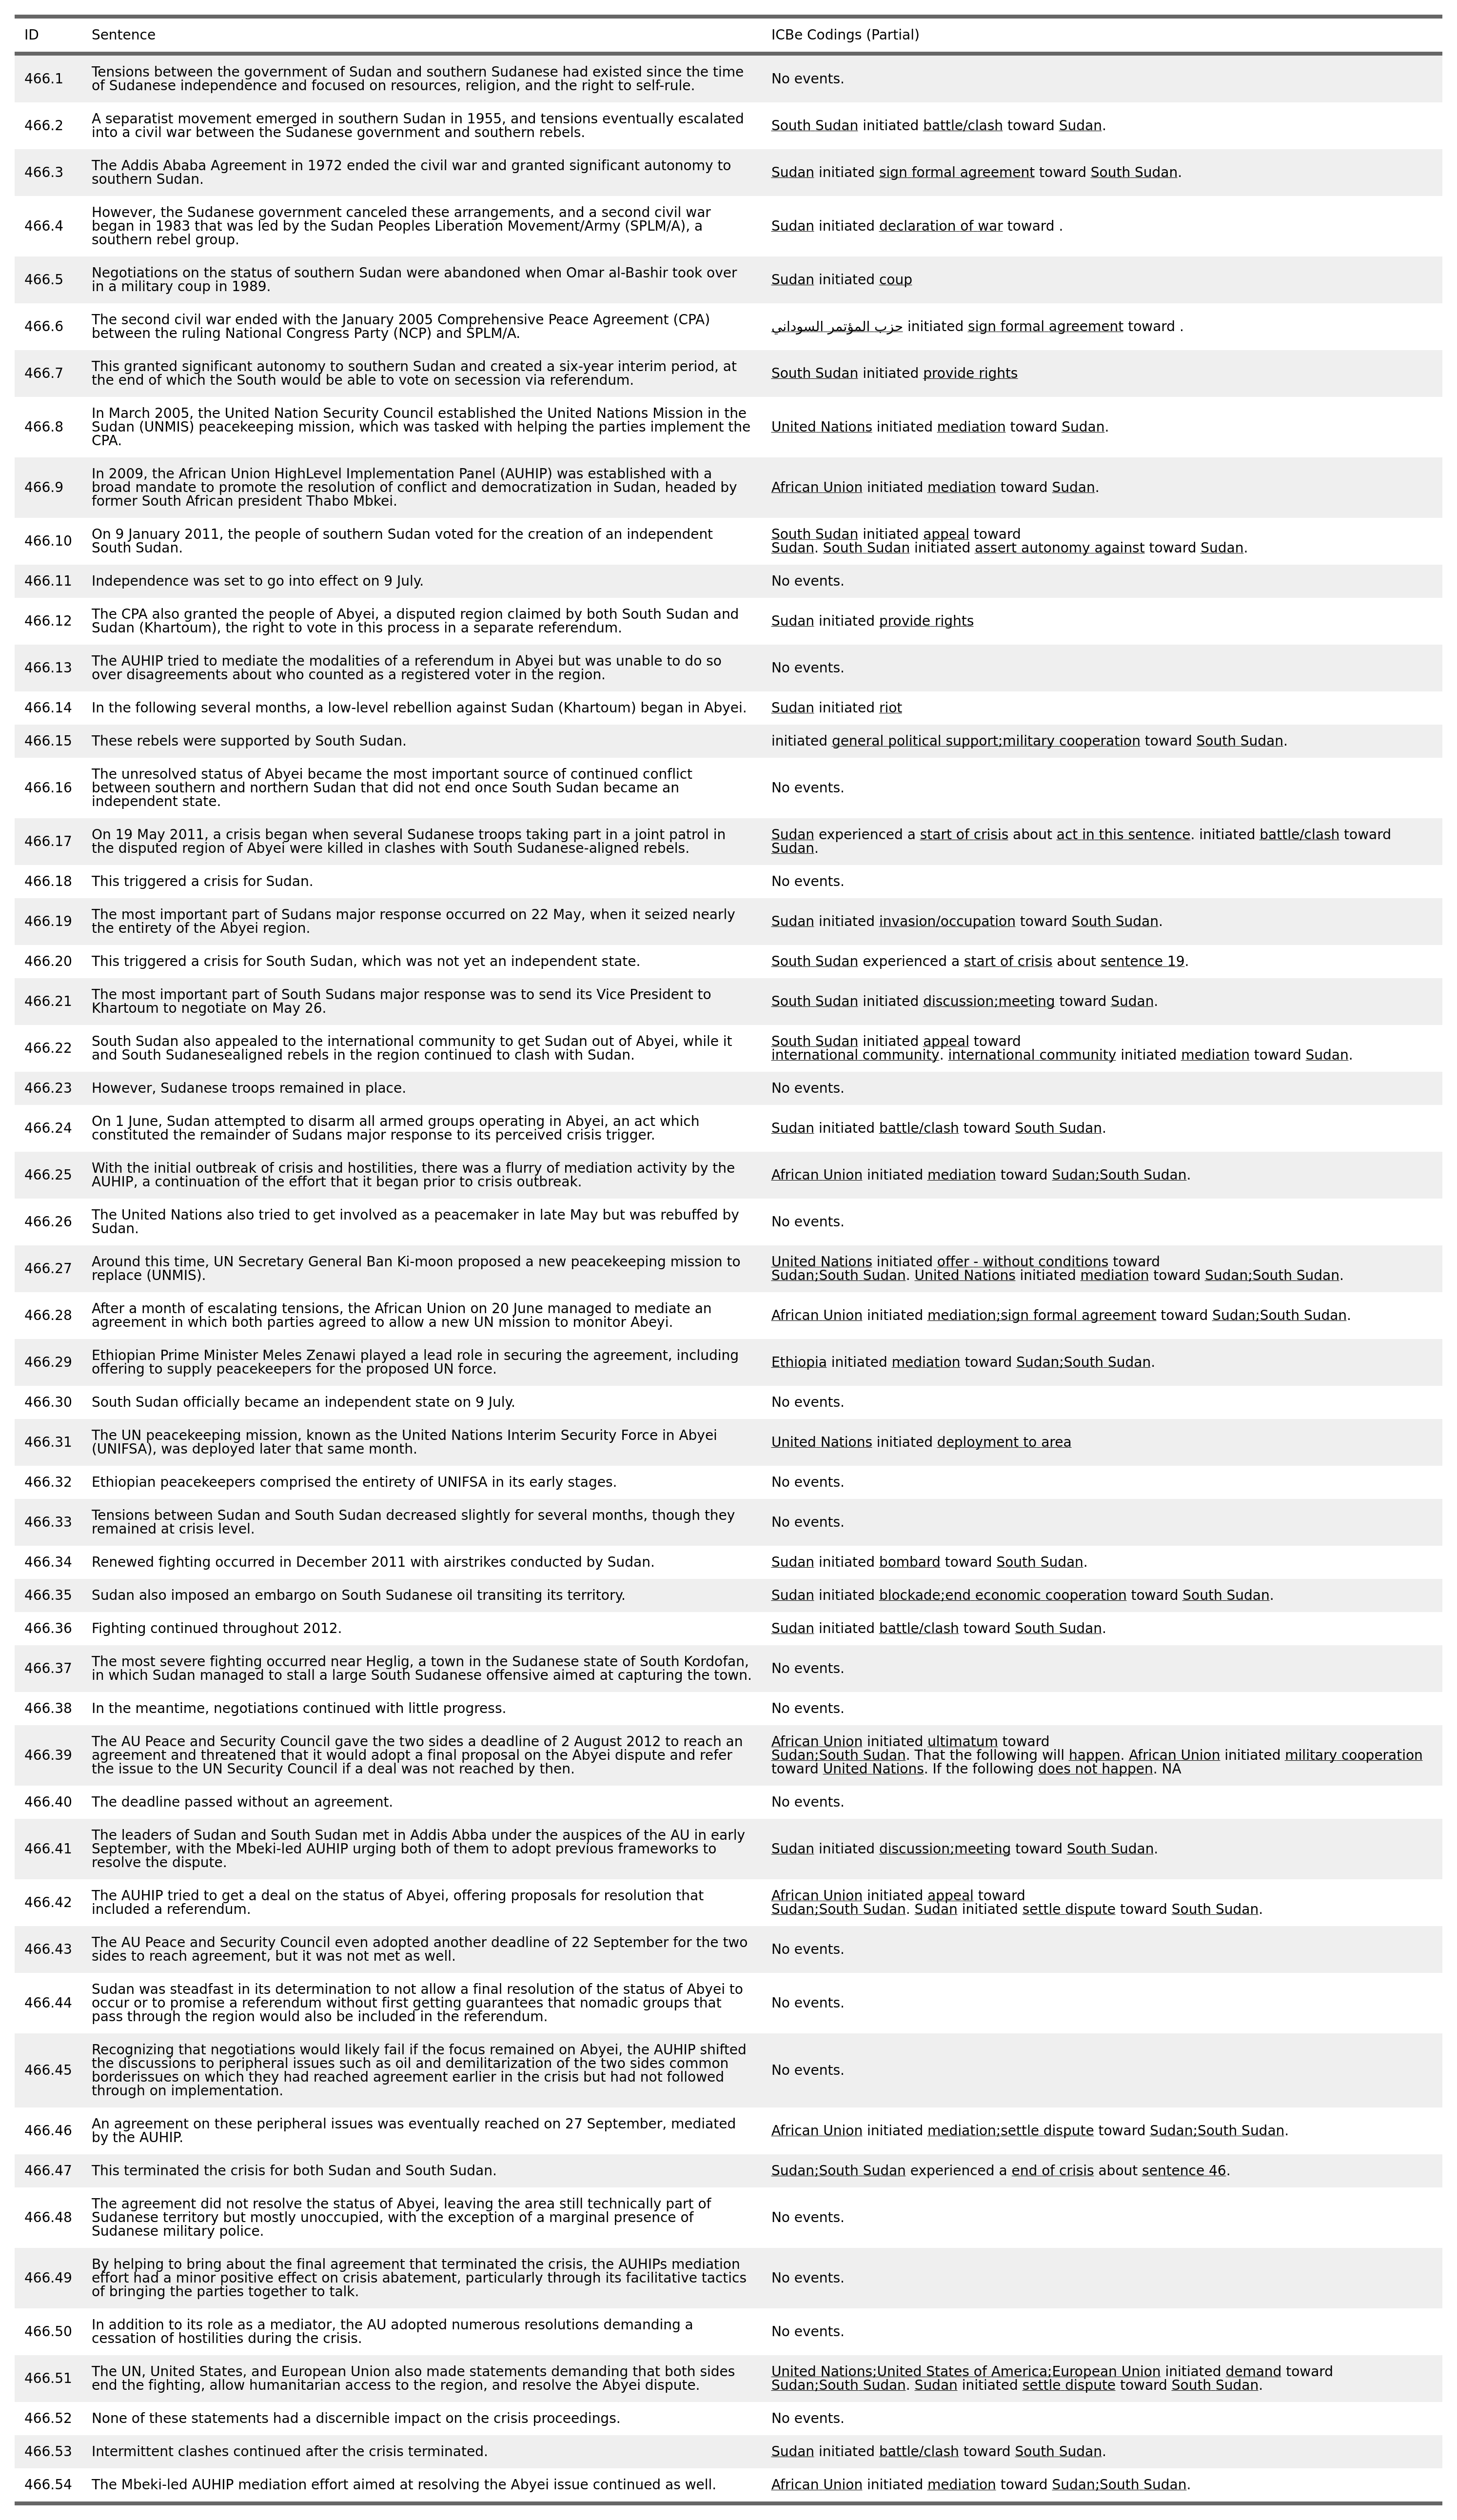 ID Sentence ICBe Codings (Partial)
466.1 Tensions between the government of Sudan and southern Sudanese had existed since the time
of Sudanese independence and focused on resources, religion, and the right to self-rule.
No events.
466.2 A separatist movement emerged in southern Sudan in 1955, and tensions eventually escalated
into a civil war between the Sudanese government and southern rebels.
South Sudan initiated battle/clash toward Sudan.
466.3 The Addis Ababa Agreement in 1972 ended the civil war and granted significant autonomy to
southern Sudan.
Sudan initiated sign formal agreement toward South Sudan.
466.4 However, the Sudanese government canceled these arrangements, and a second civil war
began in 1983 that was led by the Sudan Peoples Liberation Movement/Army (SPLM/A), a
southern rebel group.
Sudan initiated declaration of war toward .
466.5 Negotiations on the status of southern Sudan were abandoned when Omar al-Bashir took over
in a military coup in 1989.
Sudan initiated coup
466.6 The second civil war ended with the January 2005 Comprehensive Peace Agreement (CPA)
between the ruling National Congress Party (NCP) and SPLM/A.
حزب المؤتمر السوداني initiated sign formal agreement toward .
466.7 This granted significant autonomy to southern Sudan and created a six-year interim period, at
the end of which the South would be able to vote on secession via referendum.
South Sudan initiated provide rights
466.8 In March 2005, the United Nation Security Council established the United Nations Mission in the
Sudan (UNMIS) peacekeeping mission, which was tasked with helping the parties implement the
CPA.
United Nations initiated mediation toward Sudan.
466.9 In 2009, the African Union HighLevel Implementation Panel (AUHIP) was established with a
broad mandate to promote the resolution of conflict and democratization in Sudan, headed by
former South African president Thabo Mbkei.
African Union initiated mediation toward Sudan.
466.10 On 9 January 2011, the people of southern Sudan voted for the creation of an independent
South Sudan.
South Sudan initiated appeal toward
Sudan. South Sudan initiated assert autonomy against toward Sudan.
466.11 Independence was set to go into effect on 9 July.
No events.
466.12 The CPA also granted the people of Abyei, a disputed region claimed by both South Sudan and
Sudan (Khartoum), the right to vote in this process in a separate referendum.
Sudan initiated provide rights
466.13 The AUHIP tried to mediate the modalities of a referendum in Abyei but was unable to do so
over disagreements about who counted as a registered voter in the region.
No events.
466.14 In the following several months, a low-level rebellion against Sudan (Khartoum) began in Abyei.
Sudan initiated riot
466.15 These rebels were supported by South Sudan.
initiated general political support;military cooperation toward South Sudan.
466.16 The unresolved status of Abyei became the most important source of continued conflict
between southern and northern Sudan that did not end once South Sudan became an
independent state.
No events.
466.17 On 19 May 2011, a crisis began when several Sudanese troops taking part in a joint patrol in
the disputed region of Abyei were killed in clashes with South Sudanese-aligned rebels.
Sudan experienced a start of crisis about act in this sentence. initiated battle/clash toward
Sudan.
466.18 This triggered a crisis for Sudan.
No events.
466.19 The most important part of Sudans major response occurred on 22 May, when it seized nearly
the entirety of the Abyei region.
Sudan initiated invasion/occupation toward South Sudan.
466.20 This triggered a crisis for South Sudan, which was not yet an independent state.
South Sudan experienced a start of crisis about sentence 19.
466.21 The most important part of South Sudans major response was to send its Vice President to
Khartoum to negotiate on May 26.
South Sudan initiated discussion;meeting toward Sudan.
466.22 South Sudan also appealed to the international community to get Sudan out of Abyei, while it
and South Sudanesealigned rebels in the region continued to clash with Sudan.
South Sudan initiated appeal toward
international community. international community initiated mediation toward Sudan.
466.23 However, Sudanese troops remained in place.
No events.
466.24 On 1 June, Sudan attempted to disarm all armed groups operating in Abyei, an act which
constituted the remainder of Sudans major response to its perceived crisis trigger.
Sudan initiated battle/clash toward South Sudan.
466.25 With the initial outbreak of crisis and hostilities, there was a flurry of mediation activity by the
AUHIP, a continuation of the effort that it began prior to crisis outbreak.
African Union initiated mediation toward Sudan;South Sudan.
466.26 The United Nations also tried to get involved as a peacemaker in late May but was rebuffed by
Sudan.
No events.
466.27 Around this time, UN Secretary General Ban Ki-moon proposed a new peacekeeping mission to
replace (UNMIS).
United Nations initiated offer - without conditions toward
Sudan;South Sudan. United Nations initiated mediation toward Sudan;South Sudan.
466.28 After a month of escalating tensions, the African Union on 20 June managed to mediate an
agreement in which both parties agreed to allow a new UN mission to monitor Abeyi.
African Union initiated mediation;sign formal agreement toward Sudan;South Sudan.
466.29 Ethiopian Prime Minister Meles Zenawi played a lead role in securing the agreement, including
offering to supply peacekeepers for the proposed UN force.
Ethiopia initiated mediation toward Sudan;South Sudan.
466.30 South Sudan officially became an independent state on 9 July.
No events.
466.31 The UN peacekeeping mission, known as the United Nations Interim Security Force in Abyei
(UNIFSA), was deployed later that same month.
United Nations initiated deployment to area
466.32 Ethiopian peacekeepers comprised the entirety of UNIFSA in its early stages.
No events.
466.33 Tensions between Sudan and South Sudan decreased slightly for several months, though they
remained at crisis level.
No events.
466.34 Renewed fighting occurred in December 2011 with airstrikes conducted by Sudan.
Sudan initiated bombard toward South Sudan.
466.35 Sudan also imposed an embargo on South Sudanese oil transiting its territory.
Sudan initiated blockade;end economic cooperation toward South Sudan.
466.36 Fighting continued throughout 2012.
Sudan initiated battle/clash toward South Sudan.
466.37 The most severe fighting occurred near Heglig, a town in the Sudanese state of South Kordofan,
in which Sudan managed to stall a large South Sudanese offensive aimed at capturing the town.
No events.
466.38 In the meantime, negotiations continued with little progress.
No events.
466.39 The AU Peace and Security Council gave the two sides a deadline of 2 August 2012 to reach an
agreement and threatened that it would adopt a final proposal on the Abyei dispute and refer
the issue to the UN Security Council if a deal was not reached by then.
African Union initiated ultimatum toward
Sudan;South Sudan. That the following will happen. African Union initiated military cooperation
toward United Nations. If the following does not happen. NA
466.40 The deadline passed without an agreement.
No events.
466.41 The leaders of Sudan and South Sudan met in Addis Abba under the auspices of the AU in early
September, with the Mbeki-led AUHIP urging both of them to adopt previous frameworks to
resolve the dispute.
Sudan initiated discussion;meeting toward South Sudan.
466.42 The AUHIP tried to get a deal on the status of Abyei, offering proposals for resolution that
included a referendum.
African Union initiated appeal toward
Sudan;South Sudan. Sudan initiated settle dispute toward South Sudan.
466.43 The AU Peace and Security Council even adopted another deadline of 22 September for the two
sides to reach agreement, but it was not met as well.
No events.
466.44 Sudan was steadfast in its determination to not allow a final resolution of the status of Abyei to
occur or to promise a referendum without first getting guarantees that nomadic groups that
pass through the region would also be included in the referendum.
No events.
466.45 Recognizing that negotiations would likely fail if the focus remained on Abyei, the AUHIP shifted
the discussions to peripheral issues such as oil and demilitarization of the two sides common
borderissues on which they had reached agreement earlier in the crisis but had not followed
through on implementation.
No events.
466.46 An agreement on these peripheral issues was eventually reached on 27 September, mediated
by the AUHIP.
African Union initiated mediation;settle dispute toward Sudan;South Sudan.
466.47 This terminated the crisis for both Sudan and South Sudan.
Sudan;South Sudan experienced a end of crisis about sentence 46.
466.48 The agreement did not resolve the status of Abyei, leaving the area still technically part of
Sudanese territory but mostly unoccupied, with the exception of a marginal presence of
Sudanese military police.
No events.
466.49 By helping to bring about the final agreement that terminated the crisis, the AUHIPs mediation
effort had a minor positive effect on crisis abatement, particularly through its facilitative tactics
of bringing the parties together to talk.
No events.
466.50 In addition to its role as a mediator, the AU adopted numerous resolutions demanding a
cessation of hostilities during the crisis.
No events.
466.51 The UN, United States, and European Union also made statements demanding that both sides
end the fighting, allow humanitarian access to the region, and resolve the Abyei dispute.
United Nations;United States of America;European Union initiated demand toward
Sudan;South Sudan. Sudan initiated settle dispute toward South Sudan.
466.52 None of these statements had a discernible impact on the crisis proceedings.
No events.
466.53 Intermittent clashes continued after the crisis terminated.
Sudan initiated battle/clash toward South Sudan.
466.54 The Mbeki-led AUHIP mediation effort aimed at resolving the Abyei issue continued as well.
African Union initiated mediation toward Sudan;South Sudan.